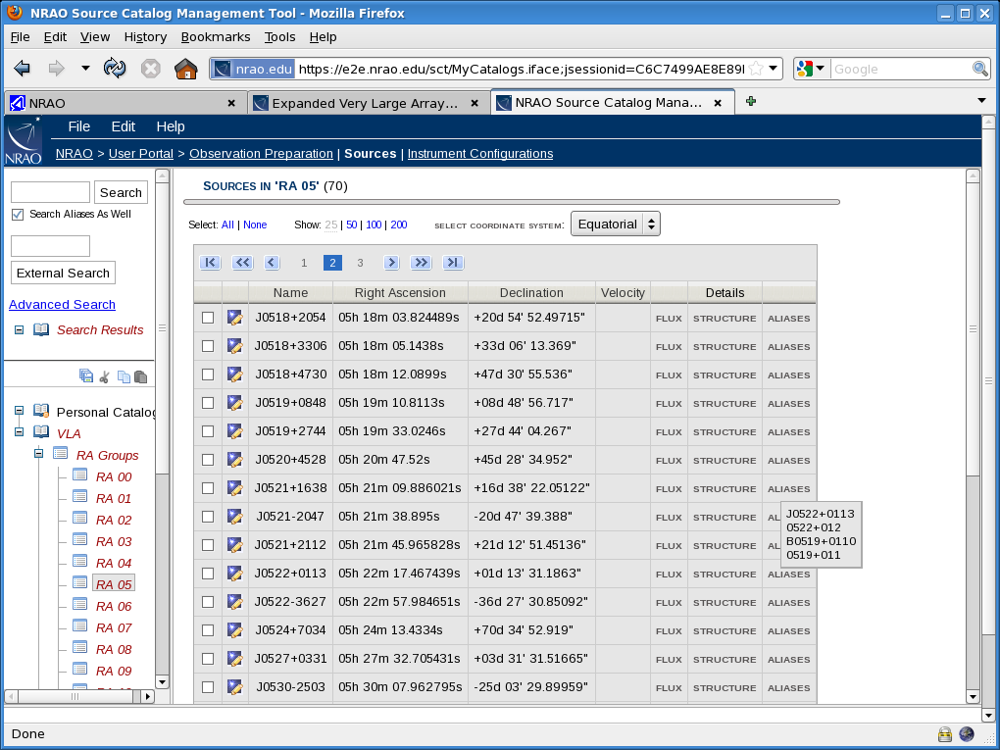 NRAO Source Catalog Management Tool - Mozilla Firefox
File Edit View History Bookmarks Tools Help
nrao.edu https://e2e.nrao.edu/sct/MyCatalogs.iface;jsessionid=C6C7499AE8E89 Google
NRAO Expanded Very Large Array... NRAO Source Catalog Mana...
NRAO
File Edit Help
NRAO > User Portal > Observation Preparation | Sources | Instrument Configurations
Search
Search Aliases As Well
External Search
Advanced Search
Search Results
Personal Catalog
VLA
RA Groups
RA 00
RA 01
RA 02
RA 03
RA 04
RA 05
RA 06
RA 07
RA 08
RA 09
SOURCES IN 'RA 05' (70)
Select: All | None Show: 25 | 50 | 100 | 200 SELECT COORDINATE SYSTEM: Equatorial
1 2 3
Name Right Ascension Declination Velocity Details
J0518+2054 05h 18m 03.824489s +20d 54' 52.49715" FLUX STRUCTURE ALIASES
J0518+3306 05h 18m 05.1438s +33d 06' 13.369" FLUX STRUCTURE ALIASES
J0518+4730 05h 18m 12.0899s +47d 30' 55.536" FLUX STRUCTURE ALIASES
J0519+0848 05h 19m 10.8113s +08d 48' 56.717" FLUX STRUCTURE ALIASES
J0519+2744 05h 19m 33.0246s +27d 44' 04.267" FLUX STRUCTURE ALIASES
J0520+4528 05h 20m 47.52s +45d 28' 34.952" FLUX STRUCTURE ALIASES
J0521+1638 05h 21m 09.886021s +16d 38' 22.05122" FLUX STRUCTURE ALIASES
J0521-2047 05h 21m 38.895s -20d 47' 39.388" FLUX STRUCTURE AL
J0521+2112 05h 21m 45.965828s +21d 12' 51.45136" FLUX STRUCTURE
J0522+0113 05h 22m 17.467439s +01d 13' 31.1863" FLUX STRUCTURE ALIASES
J0522-3627 05h 22m 57.984651s -36d 27' 30.85092" FLUX STRUCTURE ALIASES
J0524+7034 05h 24m 13.4334s +70d 34' 52.919" FLUX STRUCTURE ALIASES
J0527+0331 05h 27m 32.705431s +03d 31' 31.51665" FLUX STRUCTURE ALIASES
J0530-2503 05h 30m 07.962795s -25d 03' 29.89959" FLUX STRUCTURE ALIASES
J0522+0113
0522+012
B0519+0110
0519+011
Done